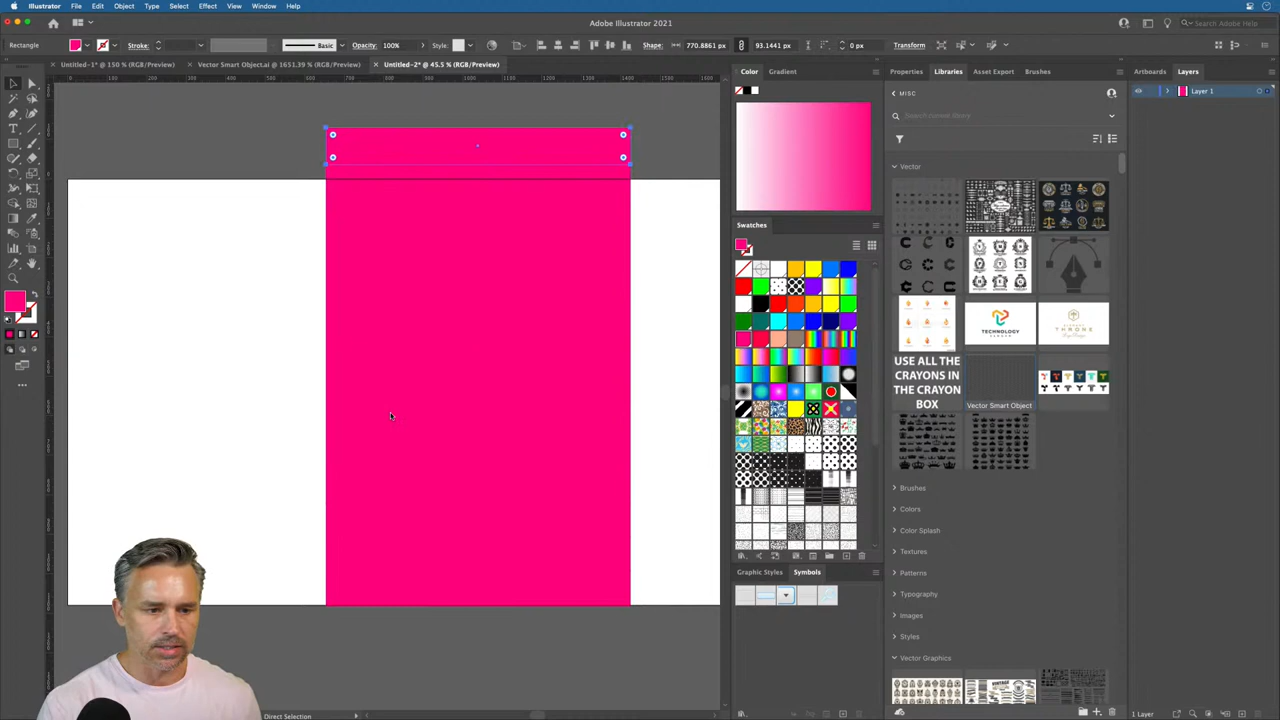 Illustrator File Edit Object Type Select Effect View Window Help
Adobe Illustrator 2021
Search Adobe Help
Rectangle Stroke: Basic Opacity: 100% Style: Shape: 770.8861 px 93.1441 px 0 px Transform
Untitled-1* @ 150 % (RGB/Preview) Vector Smart Object.ai @ 1651.39 % (RGB/Preview) Untitled-2* @ 45.5 % (RGB/Preview)
Color Gradient
Properties Libraries Asset Export Brushes
Artboards Layers
MISC
Layer 1
Vector
Swatches
TECHNOLOGY
THRONE
USE ALL THE
CRAYONS IN
THE CRAYON
BOX
Vector Smart Object
Brushes
Colors
Color Splash
Textures
Patterns
Typography
Images
Styles
Vector Graphics
Graphic Styles Symbols
Direct Selection
1 Layer